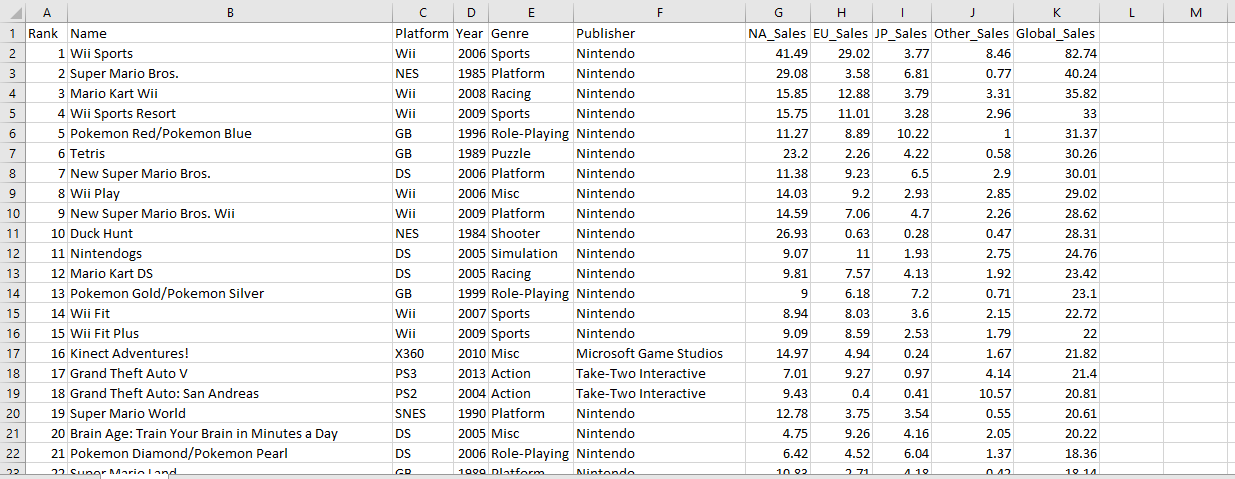 A B C D E F G H I J K L M
1 Rank Name Platform Year Genre Publisher NA_Sales EU_Sales JP_Sales Other_Sales Global_Sales
2 1 Wii Sports Wii 2006 Sports Nintendo 41.49 29.02 3.77 8.46 82.74
3 2 Super Mario Bros. NES 1985 Platform Nintendo 29.08 3.58 6.81 0.77 40.24
4 3 Mario Kart Wii Wii 2008 Racing Nintendo 15.85 12.88 3.79 3.31 35.82
5 4 Wii Sports Resort Wii 2009 Sports Nintendo 15.75 11.01 3.28 2.96 33
6 5 Pokemon Red/Pokemon Blue GB 1996 Role-Playing Nintendo 11.27 8.89 10.22 1 31.37
7 6 Tetris GB 1989 Puzzle Nintendo 23.2 2.26 4.22 0.58 30.26
8 7 New Super Mario Bros. DS 2006 Platform Nintendo 11.38 9.23 6.5 2.9 30.01
9 8 Wii Play Wii 2006 Misc Nintendo 14.03 9.2 2.93 2.85 29.02
10 9 New Super Mario Bros. Wii Wii 2009 Platform Nintendo 14.59 7.06 4.7 2.26 28.62
11 10 Duck Hunt NES 1984 Shooter Nintendo 26.93 0.63 0.28 0.47 28.31
12 11 Nintendogs DS 2005 Simulation Nintendo 9.07 11 1.93 2.75 24.76
13 12 Mario Kart DS DS 2005 Racing Nintendo 9.81 7.57 4.13 1.92 23.42
14 13 Pokemon Gold/Pokemon Silver GB 1999 Role-Playing Nintendo 9 6.18 7.2 0.71 23.1
15 14 Wii Fit Wii 2007 Sports Nintendo 8.94 8.03 3.6 2.15 22.72
16 15 Wii Fit Plus Wii 2009 Sports Nintendo 9.09 8.59 2.53 1.79 22
17 16 Kinect Adventures! X360 2010 Misc Microsoft Game Studios 14.97 4.94 0.24 1.67 21.82
18 17 Grand Theft Auto V PS3 2013 Action Take-Two Interactive 7.01 9.27 0.97 4.14 21.4
19 18 Grand Theft Auto: San Andreas PS2 2004 Action Take-Two Interactive 9.43 0.4 0.41 10.57 20.81
20 19 Super Mario World SNES 1990 Platform Nintendo 12.78 3.75 3.54 0.55 20.61
21 20 Brain Age: Train Your Brain in Minutes a Day DS 2005 Misc Nintendo 4.75 9.26 4.16 2.05 20.22
22 21 Pokemon Diamond/Pokemon Pearl DS 2006 Role-Playing Nintendo 6.42 4.52 6.04 1.37 18.36
23 22 Super Mario Land GB 1989 Platform Nintendo 10.83 2.71 4.18 0.42 18.14